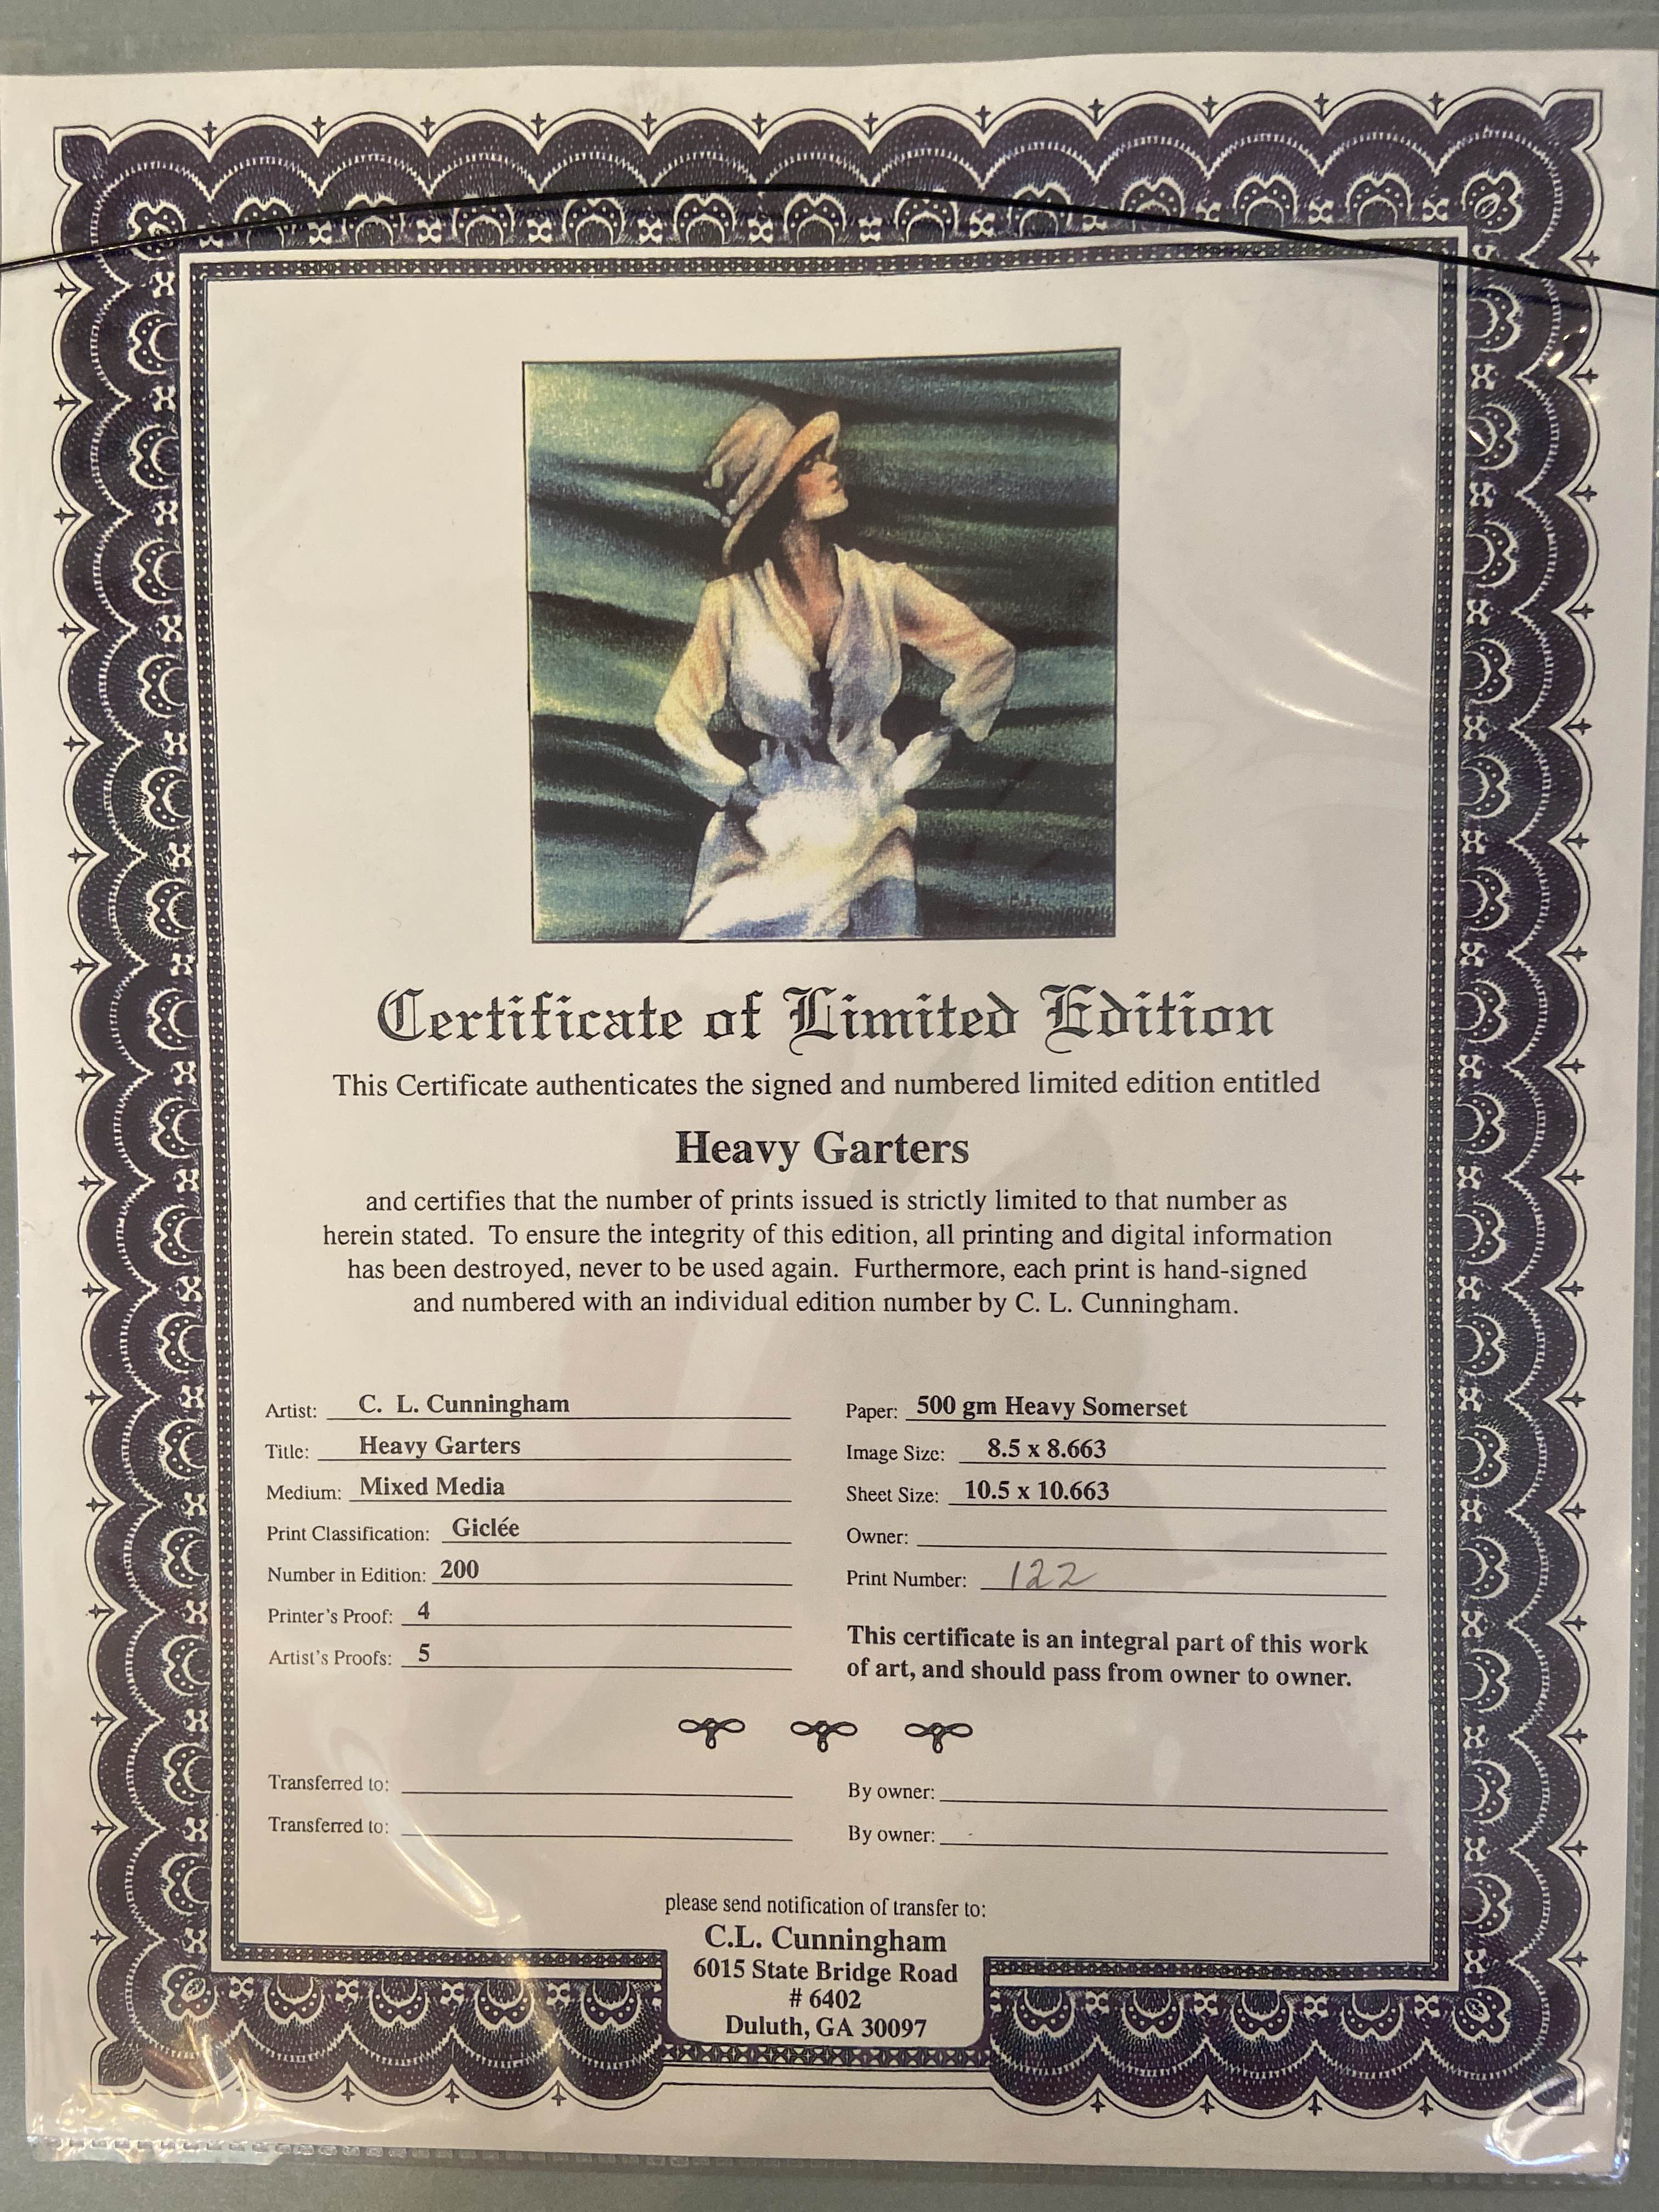 Certificate of Limited Edition
This Certificate authenticates the signed and numbered limited edition entitled
Heavy Garters
and certifies that the number of prints issued is strictly limited to that number as
herein stated. To ensure the integrity of this edition, all printing and digital information
has been destroyed, never to be used again. Furthermore, each print is hand-signed
and numbered with an individual edition number by C. L. Cunningham.
Artist: C. L. Cunningham
Title: Heavy Garters
Medium: Mixed Media
Print Classification: Giclée
Number in Edition: 200
Printer's Proof: 4
Artist's Proofs: 5
Paper: 500 gm Heavy Somerset
Image Size: 8.5 x 8.663
Sheet Size: 10.5 x 10.663
Owner:
Print Number: 122
This certificate is an integral part of this work
of art, and should pass from owner to owner.
Transferred to:
By owner:
Transferred to:
By owner:
please send notification of transfer to:
C.L. Cunningham
6015 State Bridge Road
# 6402
Duluth, GA 30097